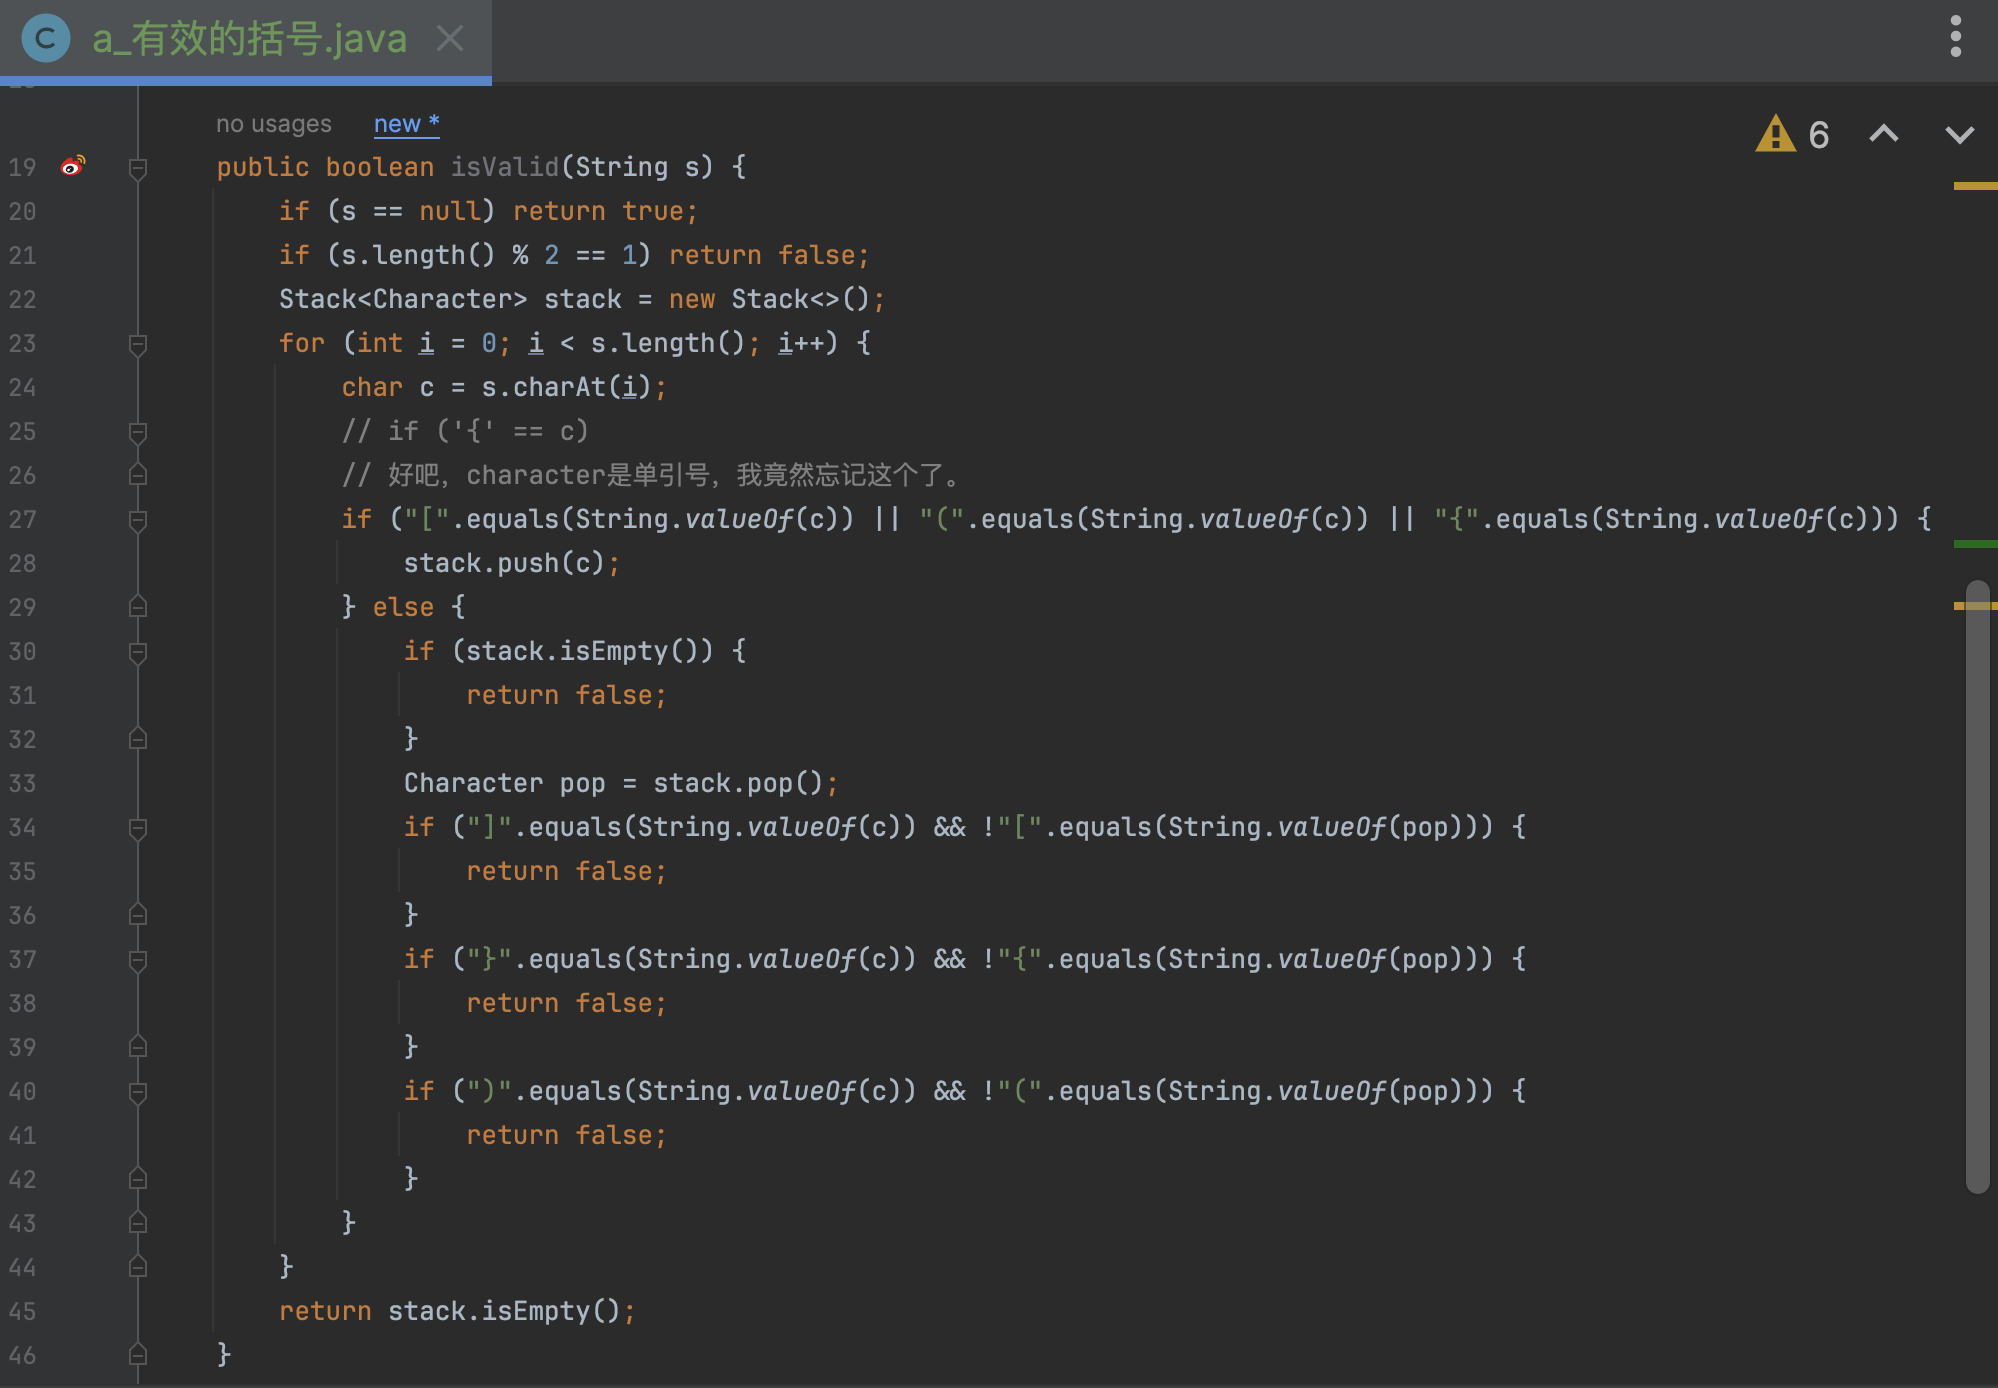 a_有效的括号.java
no usages new *
6
19 public boolean isValid(String s) {
20 if (s == null) return true;
21 if (s.length() % 2 == 1) return false;
22 Stack<Character> stack = new Stack<>();
23 for (int i = 0; i < s.length(); i++) {
24 char c = s.charAt(i);
25 // if ('{' == c)
26 // 好吧，character是单引号，我竟然忘记这个了。
27 if ("[".equals(String.valueOf(c)) || "(".equals(String.valueOf(c)) || "{".equals(String.valueOf(c))) {
28 stack.push(c);
29 } else {
30 if (stack.isEmpty()) {
31 return false;
32 }
33 Character pop = stack.pop();
34 if ("]".equals(String.valueOf(c)) && !"[".equals(String.valueOf(pop))) {
35 return false;
36 }
37 if ("}".equals(String.valueOf(c)) && !"{".equals(String.valueOf(pop))) {
38 return false;
39 }
40 if (")".equals(String.valueOf(c)) && !"(".equals(String.valueOf(pop))) {
41 return false;
42 }
43 }
44 }
45 return stack.isEmpty();
46 }